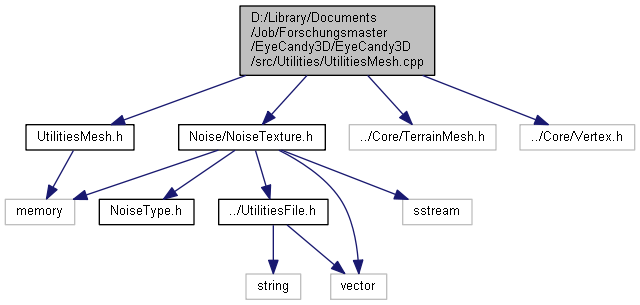 D:/Library/Documents
/Job/Forschungsmaster
/EyeCandy3D/EyeCandy3D
/src/Utilities/UtilitiesMesh.cpp
UtilitiesMesh.h
Noise/NoiseTexture.h
../Core/TerrainMesh.h
../Core/Vertex.h
memory
NoiseType.h
../UtilitiesFile.h
sstream
string
vector